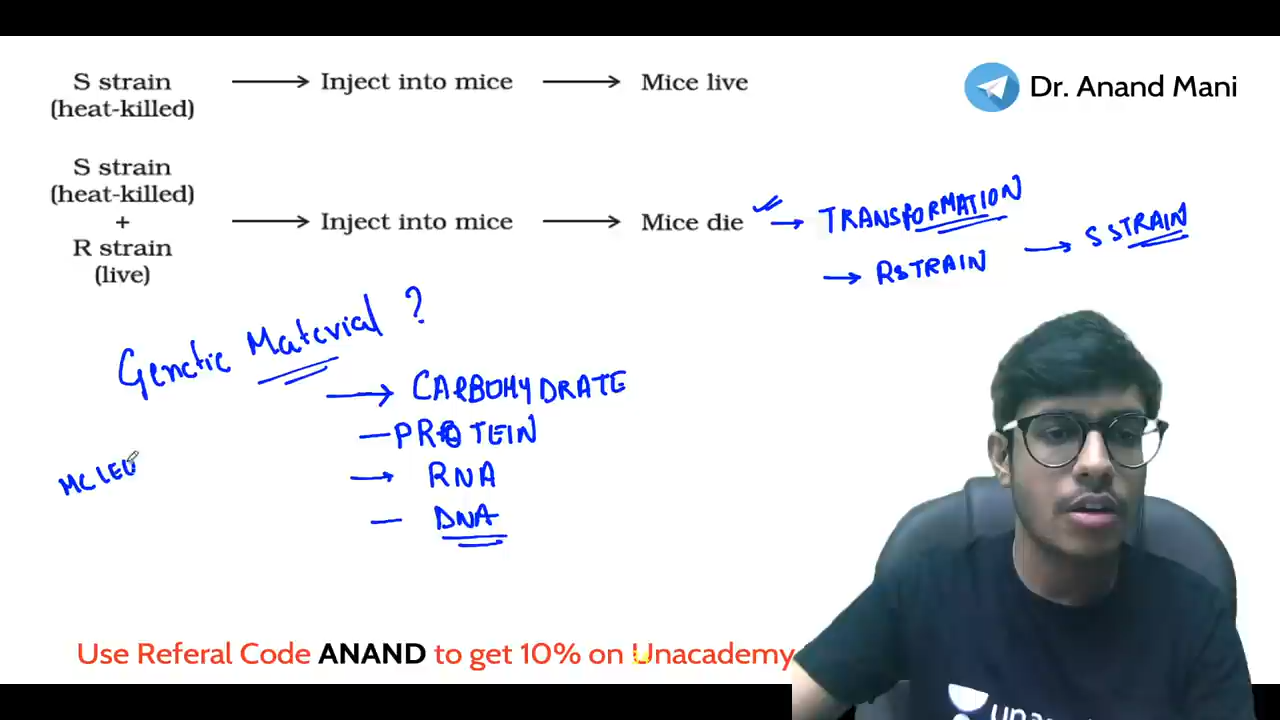 S strain ⟶ Inject into mice ⟶ Mice live
(heat-killed)
Dr. Anand Mani
S strain
(heat-killed)
+ ⟶ Inject into mice ⟶ Mice die
R strain
(live)
→ TRANSFORMATION
→ R STRAIN → S STRAIN
Genetic Material ?
→ CARBOHYDRATE
— PROTEIN
→ RNA
— DNA
Use Referal Code ANAND to get 10% on Unacademy